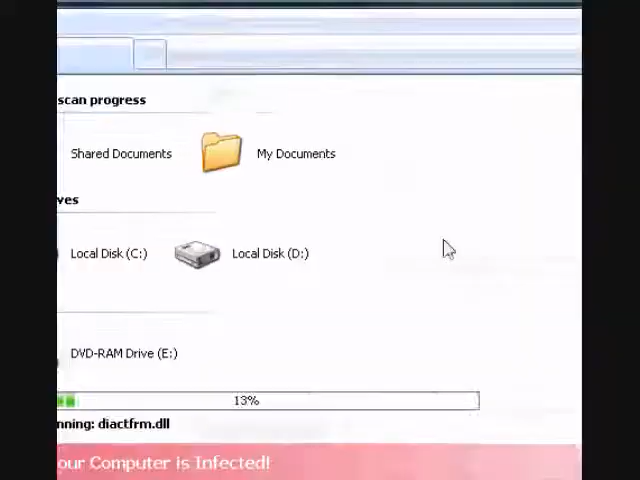 scan progress
Shared Documents My Documents
ves
Local Disk (C:) Local Disk (D:)
DVD-RAM Drive (E:)
13%
nning: diactfrm.dll
our Computer is Infected!